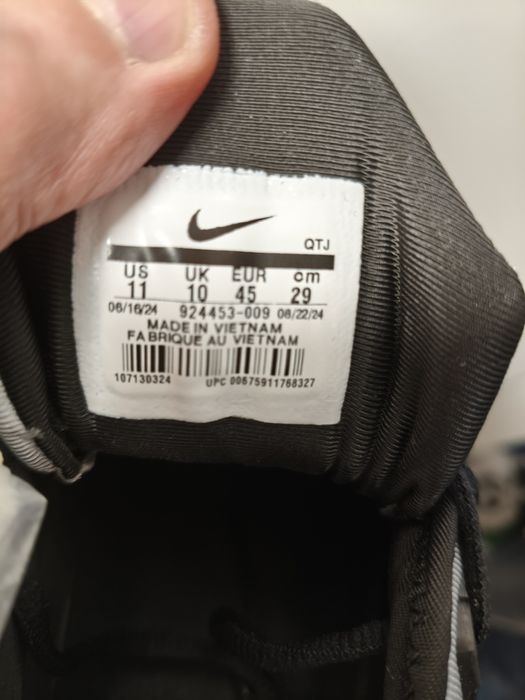 QTJ
US UK EUR cm
11 10 45 29
06/16/24 924453-009 08/22/24
MADE IN VIETNAM
FABRIQUE AU VIETNAM
107130324 UPC 00675911768327